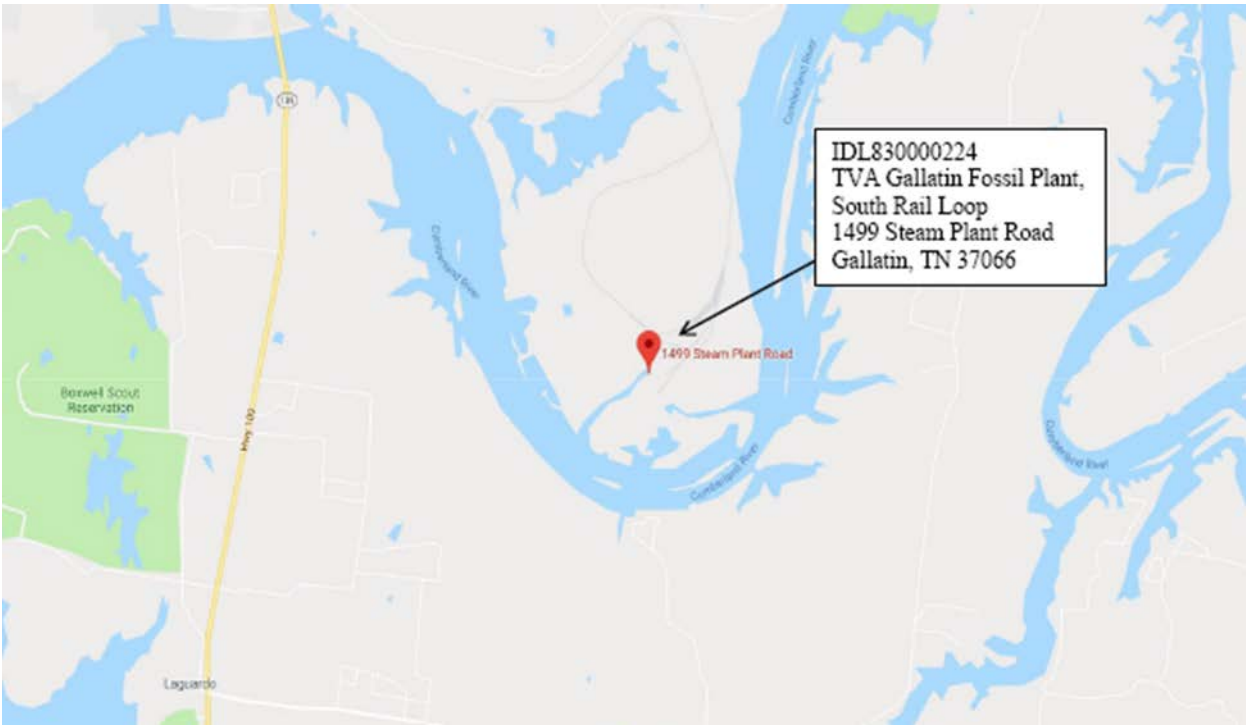 109
Cumberland River
IDL830000224
TVA Gallatin Fossil Plant,
South Rail Loop
1499 Steam Plant Road
Gallatin, TN 37066
Cumberland River
1499 Steam Plant Road
Boxwell Scout
Reservation
Hwy 109
Cumberland River
Cumberland River
Laguardo